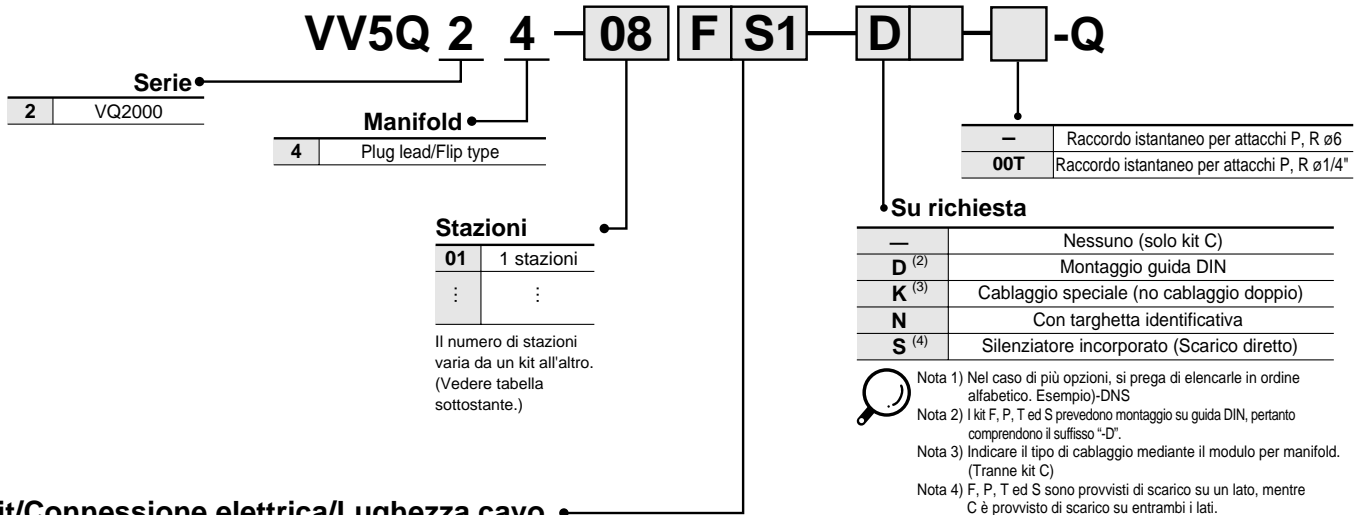 VV5Q 2 4 – 08 F S1 – D – -Q
Serie
2 VQ2000
Manifold
4 Plug lead/Flip type
– Raccordo istantaneo per attacchi P, R ø6
00T Raccordo istantaneo per attacchi P, R ø1/4"
Stazioni
01 1 stazioni
⋮ ⋮
Il numero di stazioni
varia da un kit all'altro.
(Vedere tabella
sottostante.)
Su richiesta
— Nessuno (solo kit C)
D (2) Montaggio guida DIN
K (3) Cablaggio speciale (no cablaggio doppio)
N Con targhetta identificativa
S (4) Silenziatore incorporato (Scarico diretto)
Nota 1) Nel caso di più opzioni, si prega di elencarle in ordine
alfabetico. Esempio)-DNS
Nota 2) I kit F, P, T ed S prevedono montaggio su guida DIN, pertanto
comprendono il suffisso “-D”.
Nota 3) Indicare il tipo di cablaggio mediante il modulo per manifold.
(Tranne kit C)
Nota 4) F, P, T ed S sono provvisti di scarico su un lato, mentre
C è provvisto di scarico su entrambi i lati.
it/Connessione elettrica/Lughezza cavo